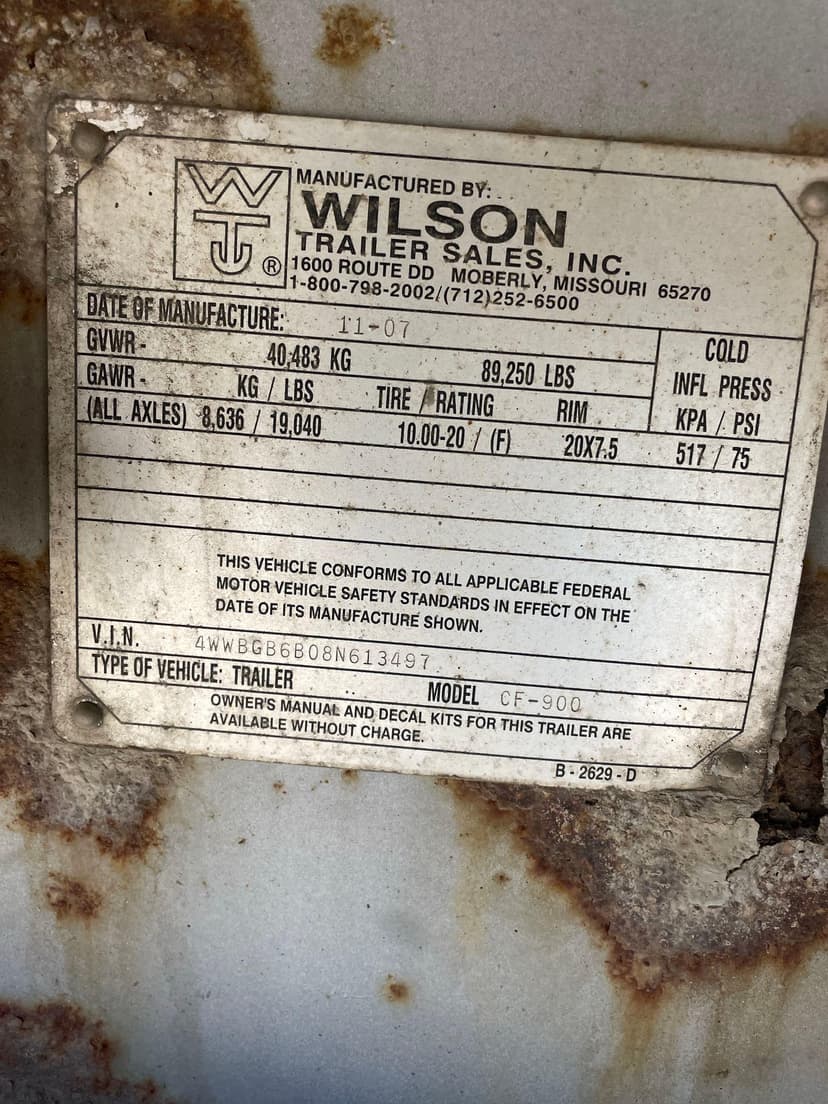 WTJ ®
MANUFACTURED BY:
WILSON
TRAILER SALES, INC.
1600 ROUTE DD MOBERLY, MISSOURI 65270
1-800-798-2002/(712)252-6500
DATE OF MANUFACTURE: 11-07
GVWR- 40,483 KG 89,250 LBS
COLD
INFL PRESS
GAWR- KG / LBS TIRE / RATING RIM KPA / PSI
(ALL AXLES) 8,636 / 19,040 10.00-20 / (F) 20X7.5 517 / 75
THIS VEHICLE CONFORMS TO ALL APPLICABLE FEDERAL
MOTOR VEHICLE SAFETY STANDARDS IN EFFECT ON THE
DATE OF ITS MANUFACTURE SHOWN.
V.I.N. 4WWBGB6B08N613497
TYPE OF VEHICLE: TRAILER MODEL CF-900
OWNER'S MANUAL AND DECAL KITS FOR THIS TRAILER ARE
AVAILABLE WITHOUT CHARGE.
B-2629-D